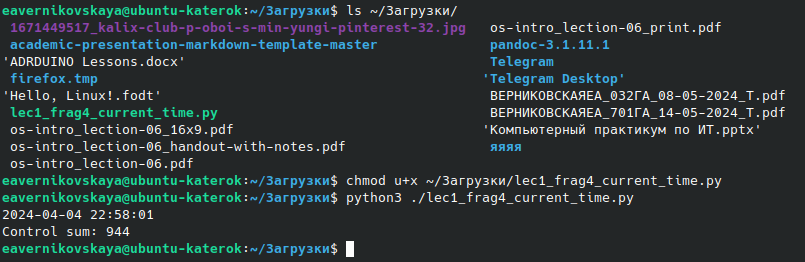 eavernikovskaya@ubuntu-katerok:~/Загрузки$ ls ~/Загрузки/
1671449517_kalix-club-p-oboi-s-min-yungi-pinterest-32.jpg os-intro_lection-06_print.pdf
academic-presentation-markdown-template-master pandoc-3.1.11.1
'ADRDUINO Lessons.docx' Telegram
firefox.tmp 'Telegram Desktop'
'Hello, Linux!.fodt' ВЕРНИКОВСКАЯЕА_032ГА_08-05-2024_Т.pdf
lec1_frag4_current_time.py ВЕРНИКОВСКАЯЕА_701ГА_14-05-2024_Т.pdf
os-intro_lection-06_16x9.pdf 'Компьютерный практикум по ИТ.pptx'
os-intro_lection-06_handout-with-notes.pdf яяяя
os-intro_lection-06.pdf
eavernikovskaya@ubuntu-katerok:~/Загрузки$ chmod u+x ~/Загрузки/lec1_frag4_current_time.py
eavernikovskaya@ubuntu-katerok:~/Загрузки$ python3 ./lec1_frag4_current_time.py
2024-04-04 22:58:01
Control sum: 944
eavernikovskaya@ubuntu-katerok:~/Загрузки$